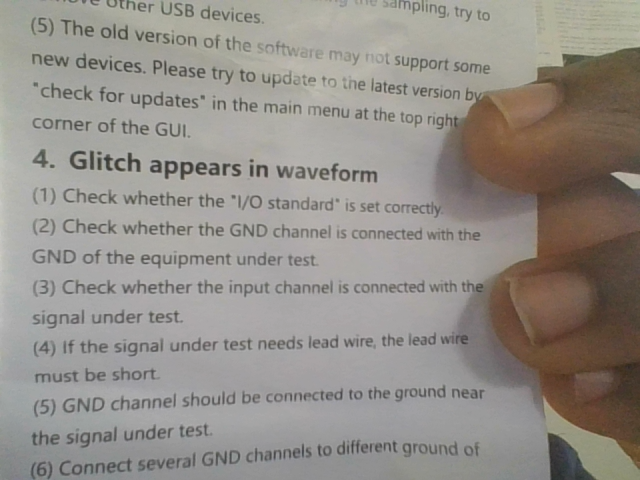 other USB devices.
the sampling, try to
(5) The old version of the software may not support some
new devices. Please try to update to the latest version by
"check for updates" in the main menu at the top right
corner of the GUI.
4. Glitch appears in waveform
(1) Check whether the "I/O standard" is set correctly.
(2) Check whether the GND channel is connected with the
GND of the equipment under test.
(3) Check whether the input channel is connected with the
signal under test.
(4) If the signal under test needs lead wire, the lead wire
must be short.
(5) GND channel should be connected to the ground near
the signal under test.
(6) Connect several GND channels to different ground of